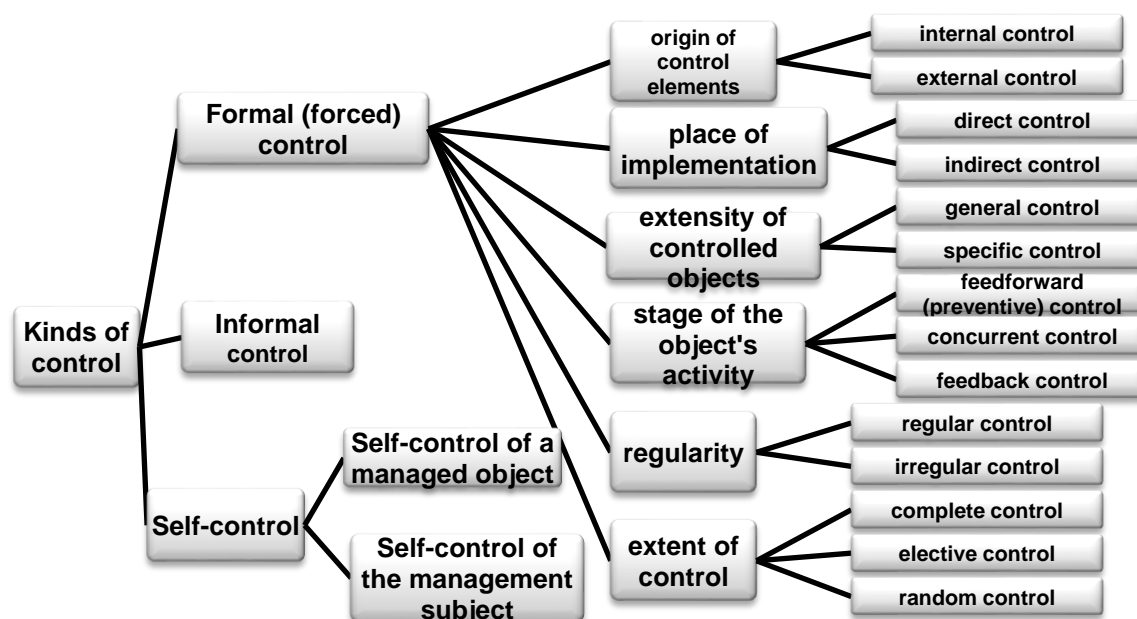 Kinds of
control
Formal (forced)
control
Informal
control
Self-control
Self-control of a
managed object
Self-control of
the management
subject
origin of
control
elements
internal control
external control
place of
implementation
direct control
indirect control
extensity of
controlled
objects
general control
specific control
stage of the
object's
activity
feedforward
(preventive) control
concurrent control
feedback control
regularity
regular control
irregular control
extent of
control
complete control
elective control
random control